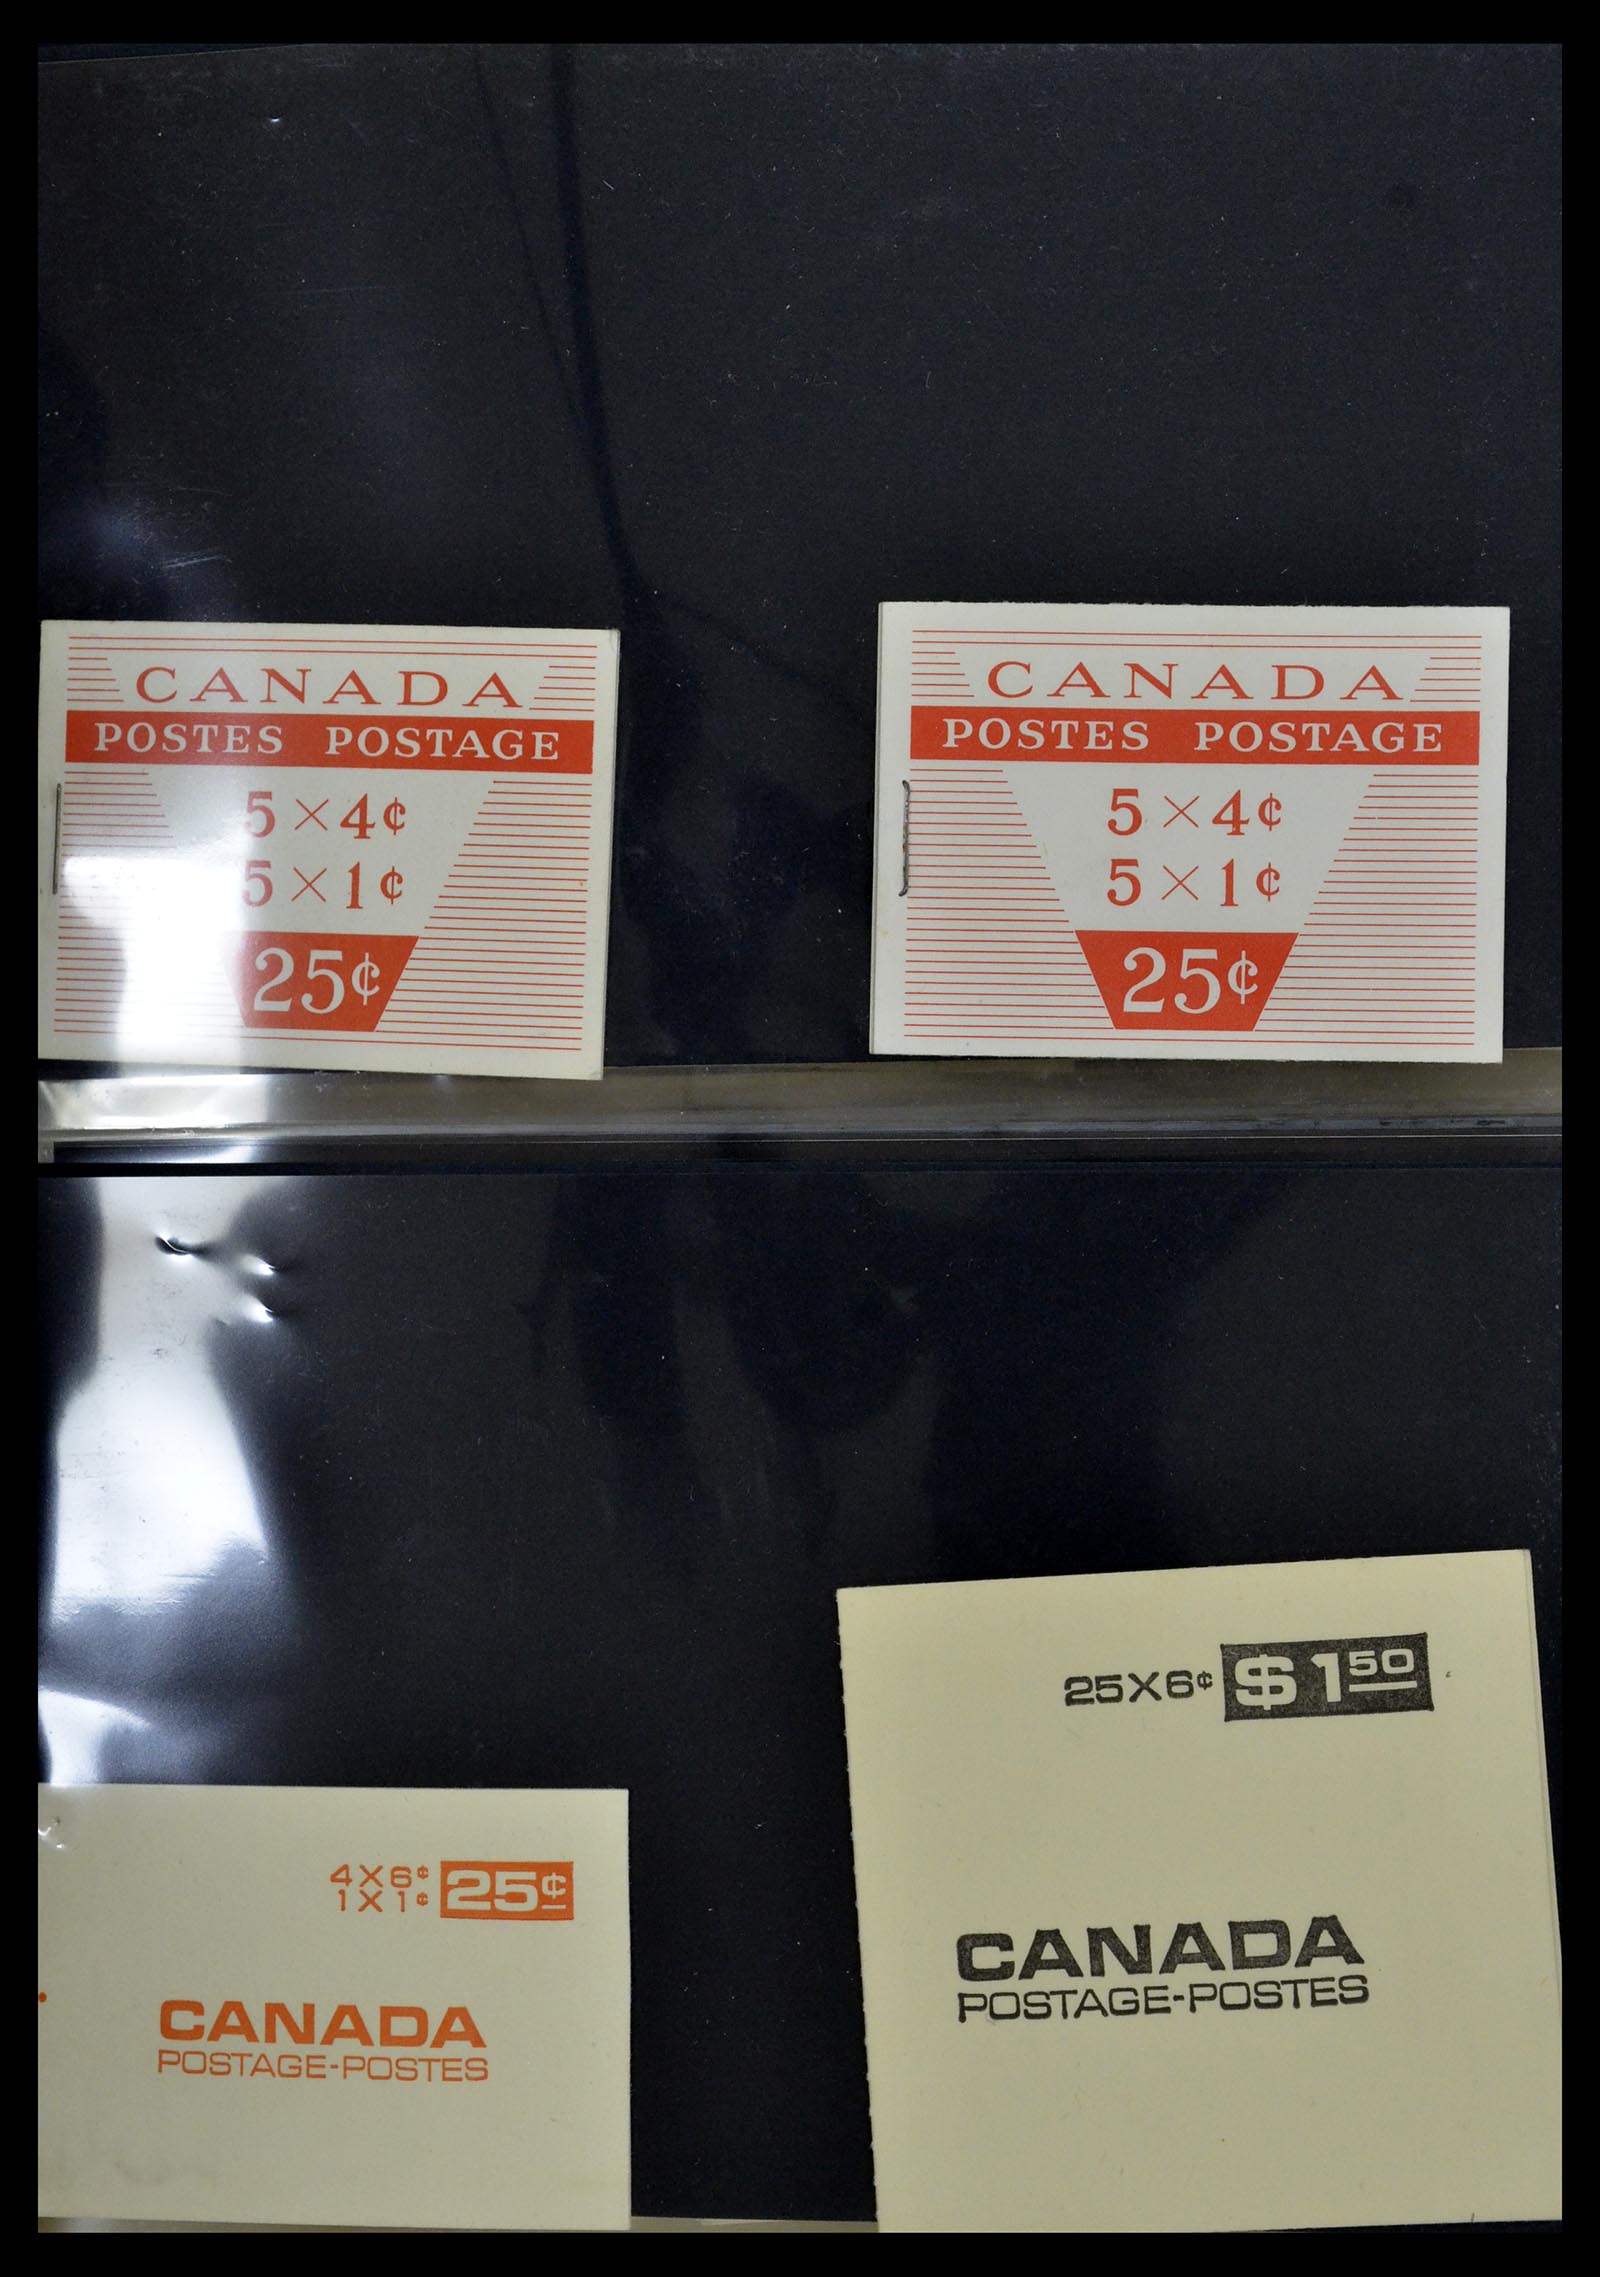 CANADA
POSTES POSTAGE
5 × 4¢
5 × 1¢
25¢
CANADA
POSTES POSTAGE
5 × 4¢
5 × 1¢
25¢
4X6¢ 25¢
1X1¢
CANADA
POSTAGE-POSTES
25X6¢ $1.50
CANADA
POSTAGE-POSTES